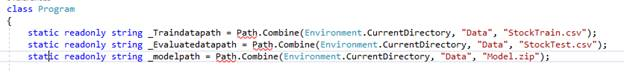 class Program
{
static readonly string _Traindatapath = Path.Combine(Environment.CurrentDirectory, "Data", "StockTrain.csv");
static readonly string _Evaluatedatapath = Path.Combine(Environment.CurrentDirectory, "Data", "StockTest.csv");
static readonly string _modelpath = Path.Combine(Environment.CurrentDirectory, "Data", "Model.zip");